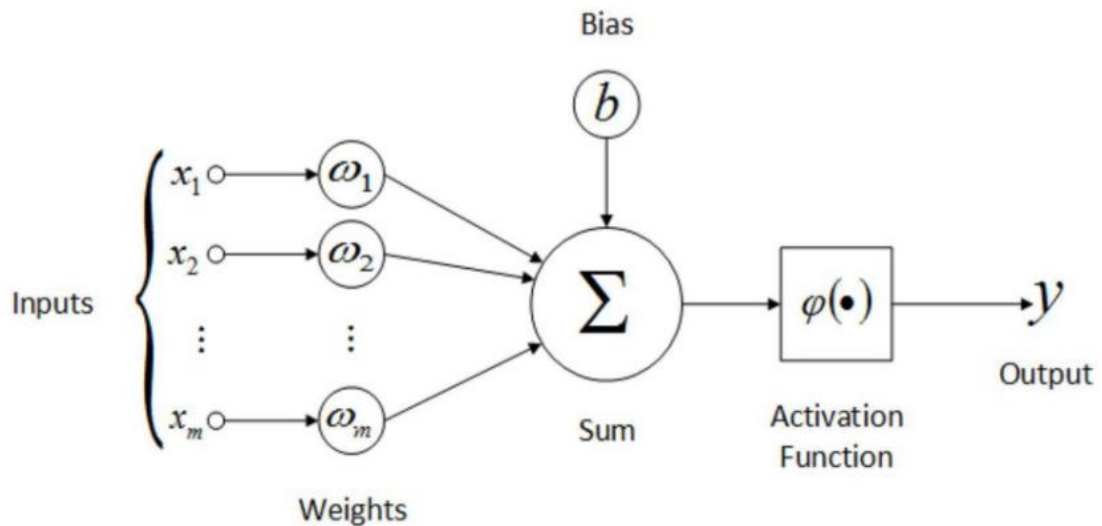 Bias
b
x₁ ω₁
x₂ ω₂
Inputs
⋮ ⋮
xₘ ωₘ
Weights
Σ
Sum
φ(•)
Activation
Function
y
Output